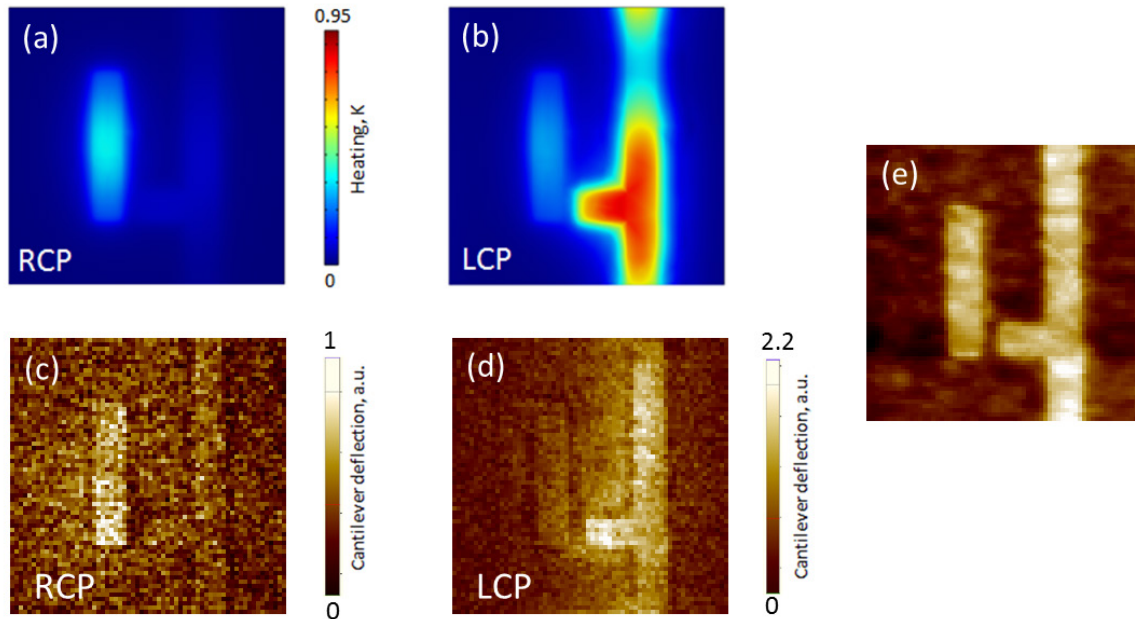 (a)
RCP
0.95
Heating, K
0
(b)
LCP
(c)
RCP
1
Cantilever deflection, a.u.
0
(d)
LCP
2.2
Cantilever deflection, a.u.
0
(e)